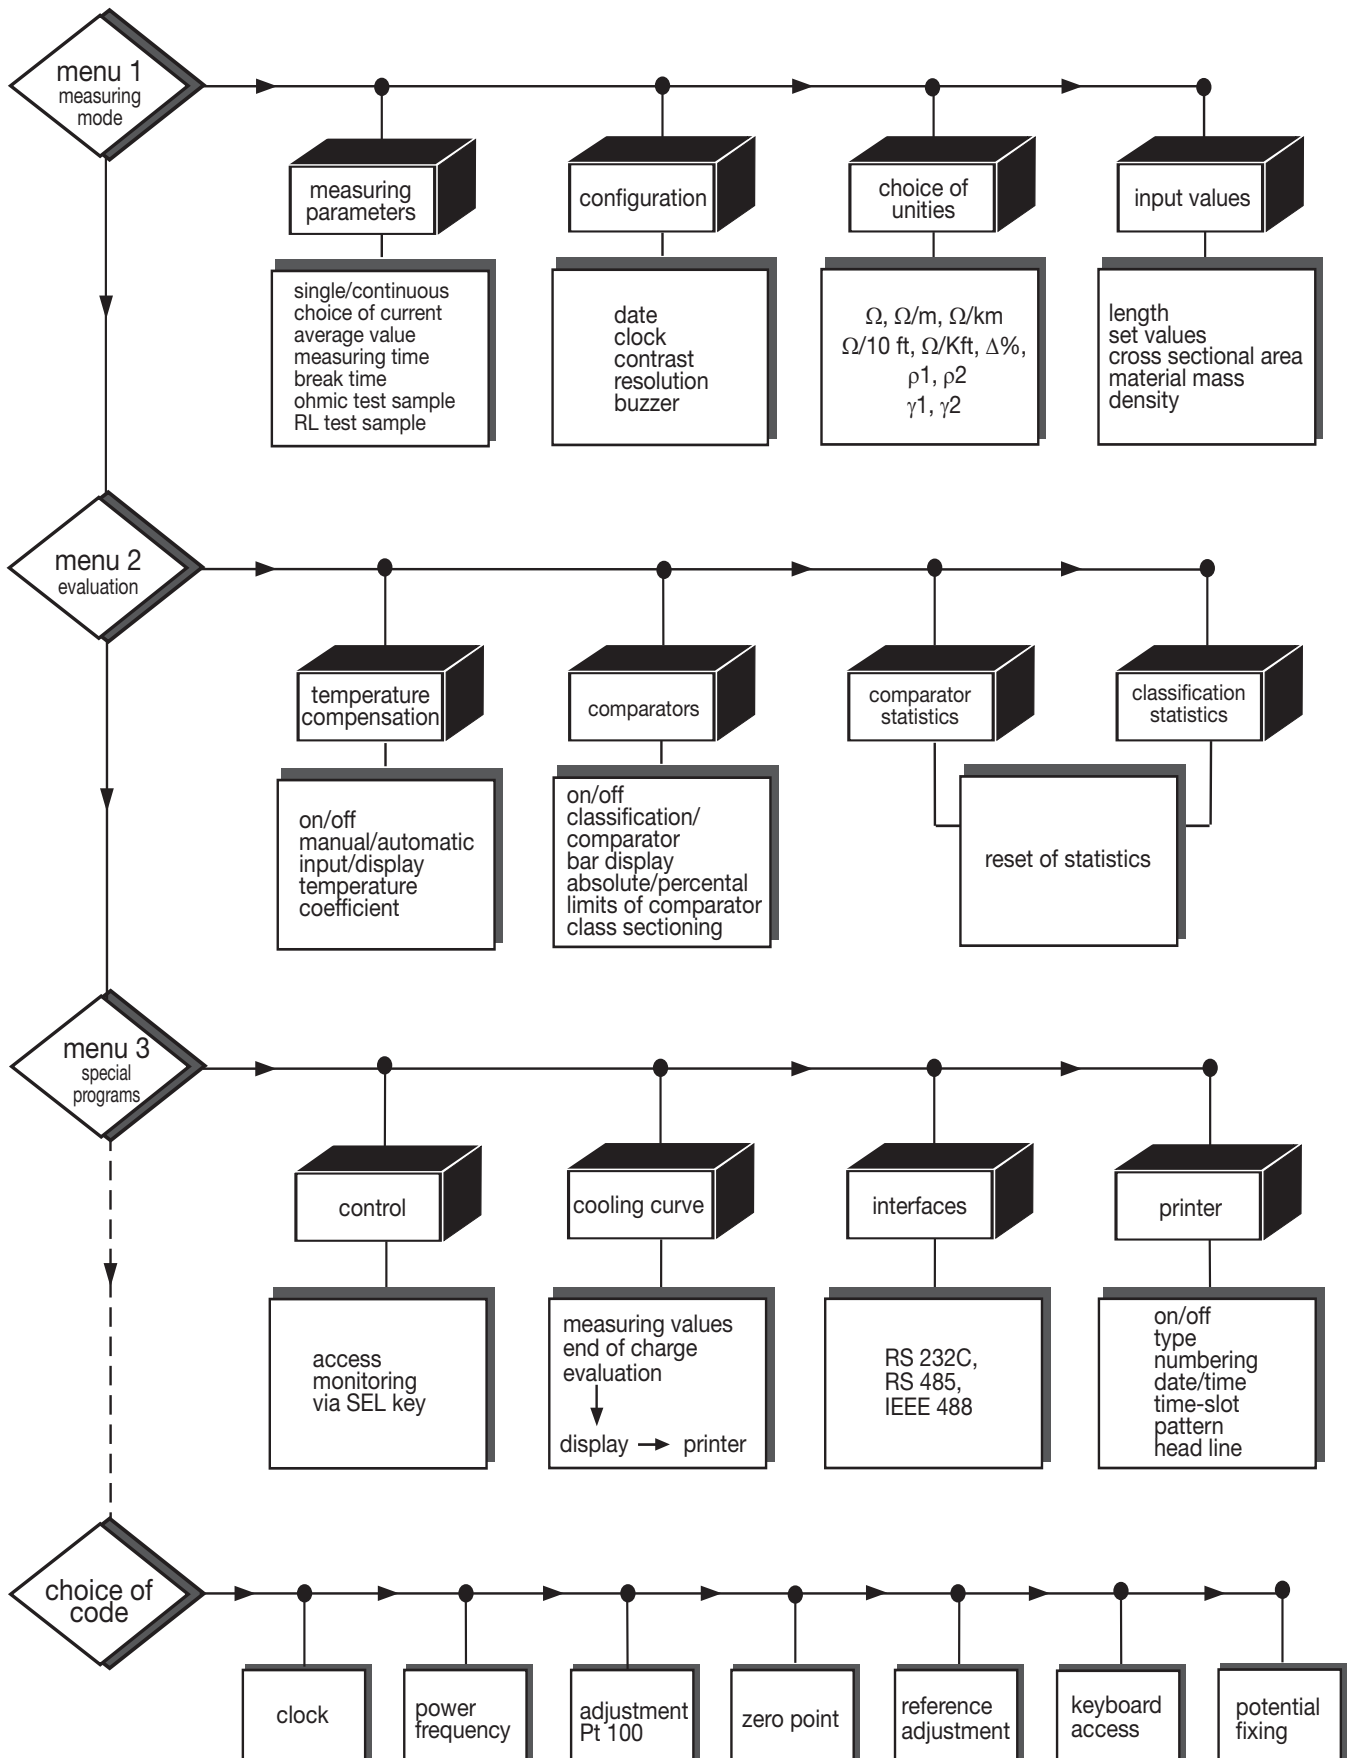 menu 1
measuring
mode
measuring
parameters
configuration
choice of
unities
input values
single/continuous
choice of current
average value
measuring time
break time
ohmic test sample
RL test sample
date
clock
contrast
resolution
buzzer
Ω, Ω/m, Ω/km
Ω/10 ft, Ω/Kft, Δ%,
ρ1, ρ2
γ1, γ2
length
set values
cross sectional area
material mass
density
menu 2
evaluation
temperature
compensation
comparators
comparator
statistics
classification
statistics
on/off
manual/automatic
input/display
temperature
coefficient
on/off
classification/
comparator
bar display
absolute/percental
limits of comparator
class sectioning
reset of statistics
menu 3
special
programs
control
cooling curve
interfaces
printer
access
monitoring
via SEL key
measuring values
end of charge
evaluation
display → printer
RS 232C,
RS 485,
IEEE 488
on/off
type
numbering
date/time
time-slot
pattern
head line
choice of
code
clock
power
frequency
adjustment
Pt 100
zero point
reference
adjustment
keyboard
access
potential
fixing